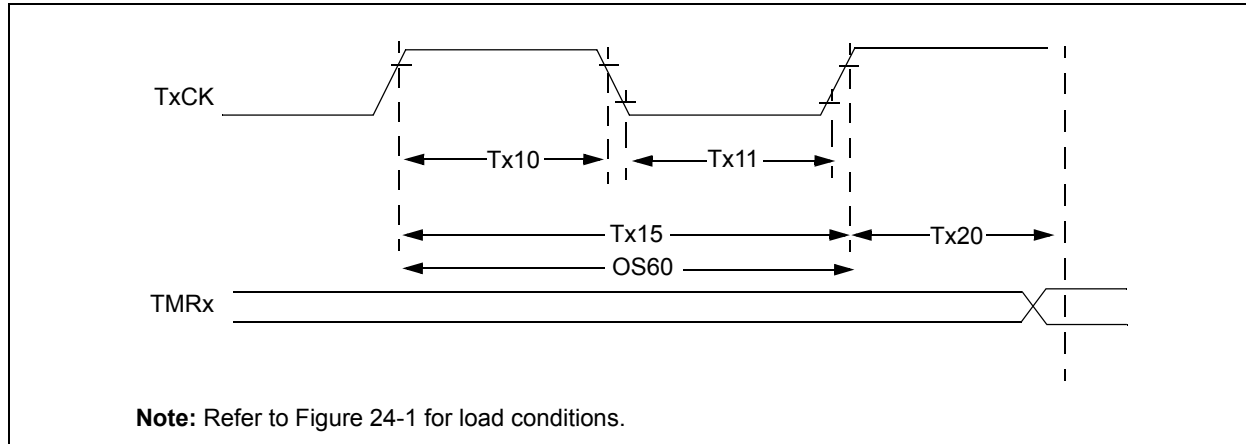 TxCK
Tx10
Tx11
Tx15
Tx20
OS60
TMRx
Note: Refer to Figure 24-1 for load conditions.